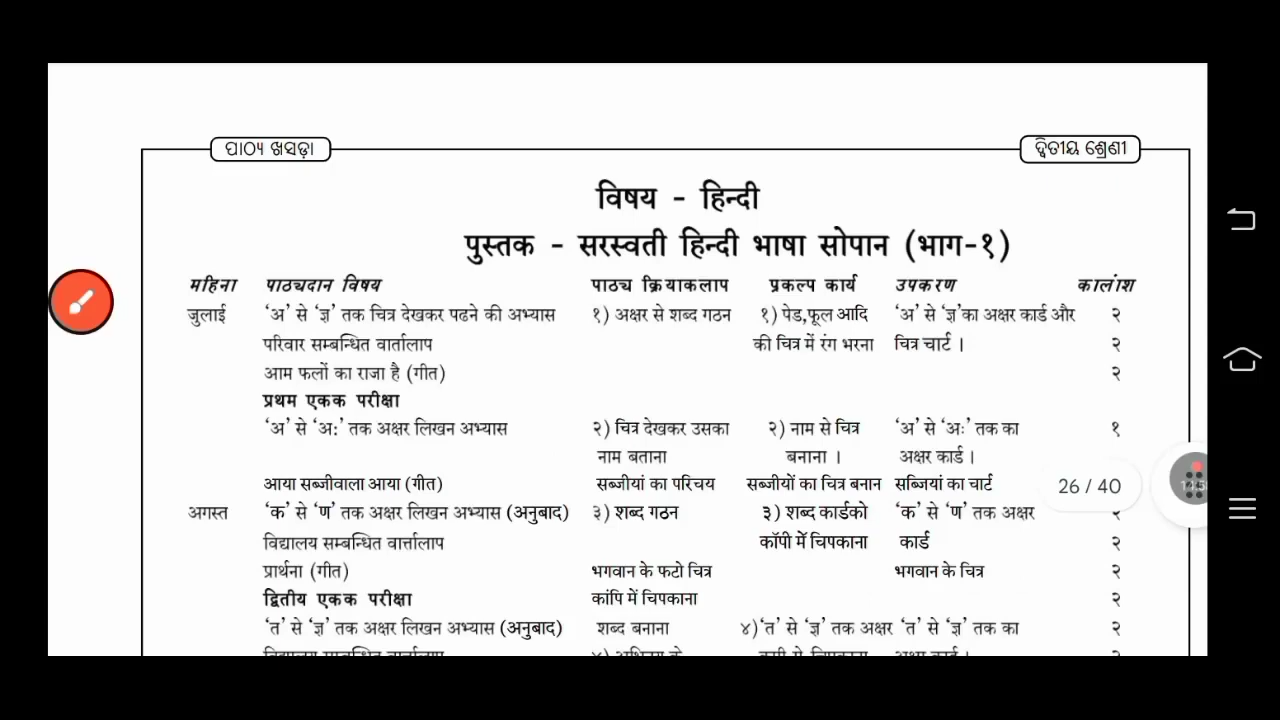 ପାଠ୍ୟ ଖସଡ଼ା ଦ୍ୱିତୀୟ ଶ୍ରେଣୀ
विषय - हिन्दी
पुस्तक - सरस्वती हिन्दी भाषा सोपान (भाग-१)
महिना पाठ्यदान विषय पाठ्य क्रियाकलाप प्रकल्प कार्य उपकरण कालांश
जुलाई ‘अ’ से ‘ज्ञ’ तक चित्र देखकर पढने की अभ्यास १) अक्षर से शब्द गठन १) पेड,फूल आदि ‘अ’ से ‘ज्ञ’का अक्षर कार्ड और २
परिवार सम्बन्धित वार्तालाप की चित्र में रंग भरना चित्र चार्ट । २
आम फलों का राजा है (गीत) २
प्रथम एकक परीक्षा
‘अ’ से ‘अ:’ तक अक्षर लिखन अभ्यास २) चित्र देखकर उसका २) नाम से चित्र ‘अ’ से ‘अः’ तक का १
नाम बताना बनाना । अक्षर कार्ड ।
आया सब्जीवाला आया (गीत) सब्जीयां का परिचय सब्जीयों का चित्र बनान सब्जियां का चार्ट 26 / 40
अगस्त ‘क’ से ‘ण’ तक अक्षर लिखन अभ्यास (अनुबाद) ३) शब्द गठन ३) शब्द कार्डको ‘क’ से ‘ण’ तक अक्षर २
विद्यालय सम्बन्धित वार्त्तालाप कॉपी में चिपकाना कार्ड २
प्रार्थना (गीत) भगवान के फटो चित्र भगवान के चित्र २
द्वितीय एकक परीक्षा कांपि में चिपकाना २
‘त’ से ‘ज्ञ’ तक अक्षर लिखन अभ्यास (अनुबाद) शब्द बनाना ४)‘त’ से ‘ज्ञ’ तक अक्षर ‘त’ से ‘ज्ञ’ तक का २